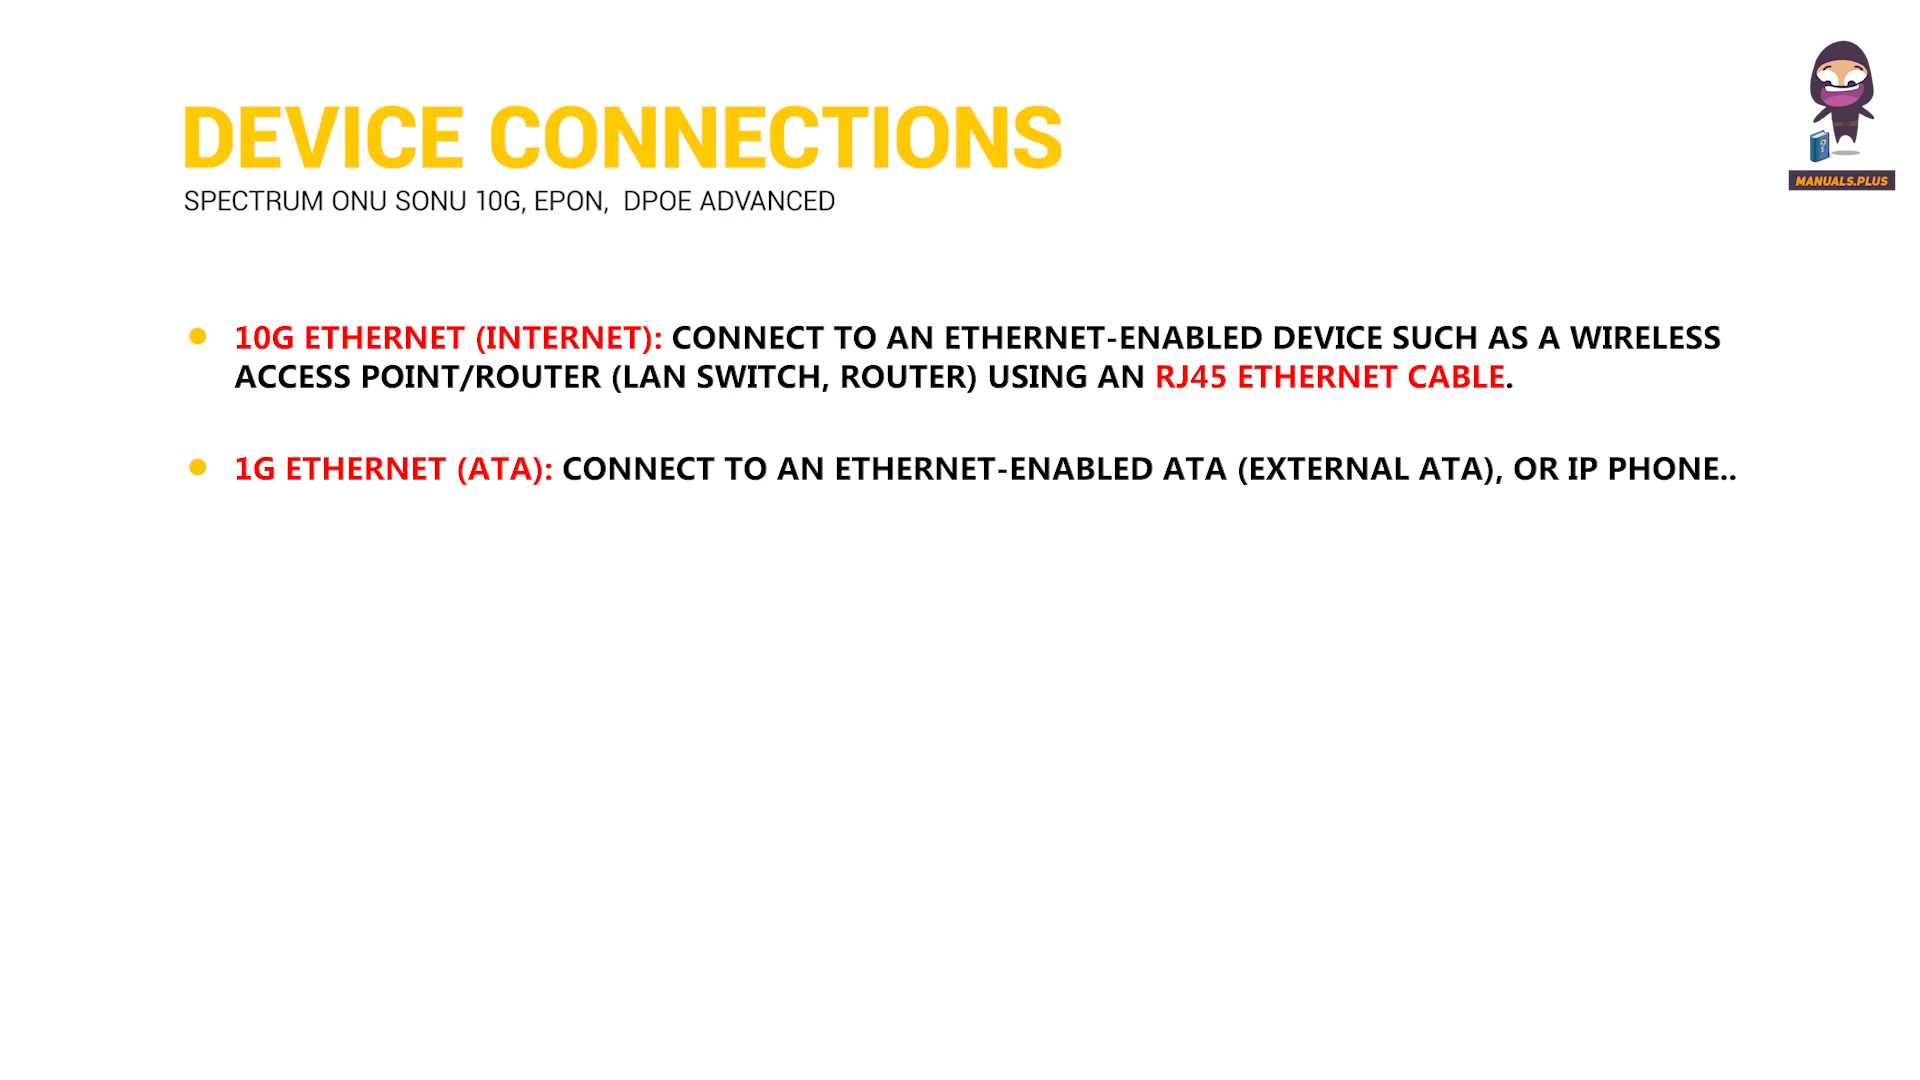 MANUALS.PLUS
DEVICE CONNECTIONS
SPECTRUM ONU SONU 10G, EPON, DPOE ADVANCED
10G ETHERNET (INTERNET): CONNECT TO AN ETHERNET-ENABLED DEVICE SUCH AS A WIRELESS
ACCESS POINT/ROUTER (LAN SWITCH, ROUTER) USING AN RJ45 ETHERNET CABLE.
1G ETHERNET (ATA): CONNECT TO AN ETHERNET-ENABLED ATA (EXTERNAL ATA), OR IP PHONE..